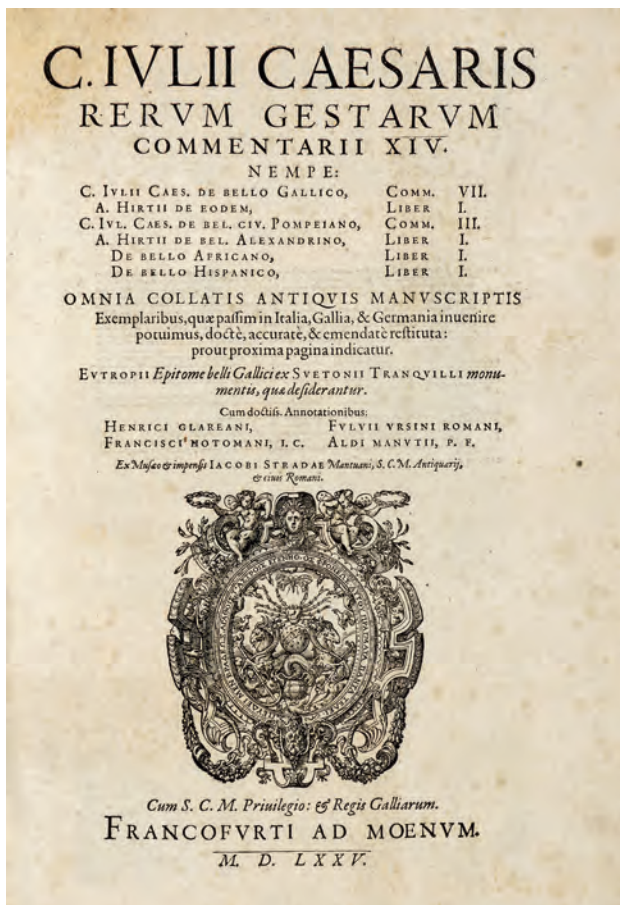 C. IVLII CAESARIS
RERVM GESTARVM
COMMENTARII XIV.
NEMPE:
C. IVLII CAES. DE BELLO GALLICO, COMM. VII.
A. HIRTII DE EODEM, LIBER I.
C. IVL. CAES. DE BEL. CIV. POMPEIANO, COMM. III.
A. HIRTII DE BEL. ALEXANDRINO, LIBER I.
DE BELLO AFRICANO, LIBER I.
DE BELLO HISPANICO, LIBER I.
OMNIA COLLATIS ANTIQVIS MANVSCRIPTIS
Exemplaribus, quæ paſſim in Italia, Gallia, & Germania inuenire
potuimus, doctè, accuratè, & emendatè reſtituta:
prout proxima pagina indicatur.
EVTROPII Epitome belli Gallici ex SVETONII TRANQVILLI monu-
mentis, quæ deſiderantur.
Cum doctiſſ. Annotationibus:
HENRICI GLAREANI, FVLVII VRSINI ROMANI,
FRANCISCI HOTOMANI, I. C. ALDI MANVTII, P. F.
Ex Muſæo & impenſis IACOBI STRADAE Mantuani, S. C. M. Antiquarij,
& ciuis Romani.
Cum S. C. M. Priuilegio: & Regis Galliarum.
FRANCOFVRTI AD MOENVM.
M. D. LXXV.